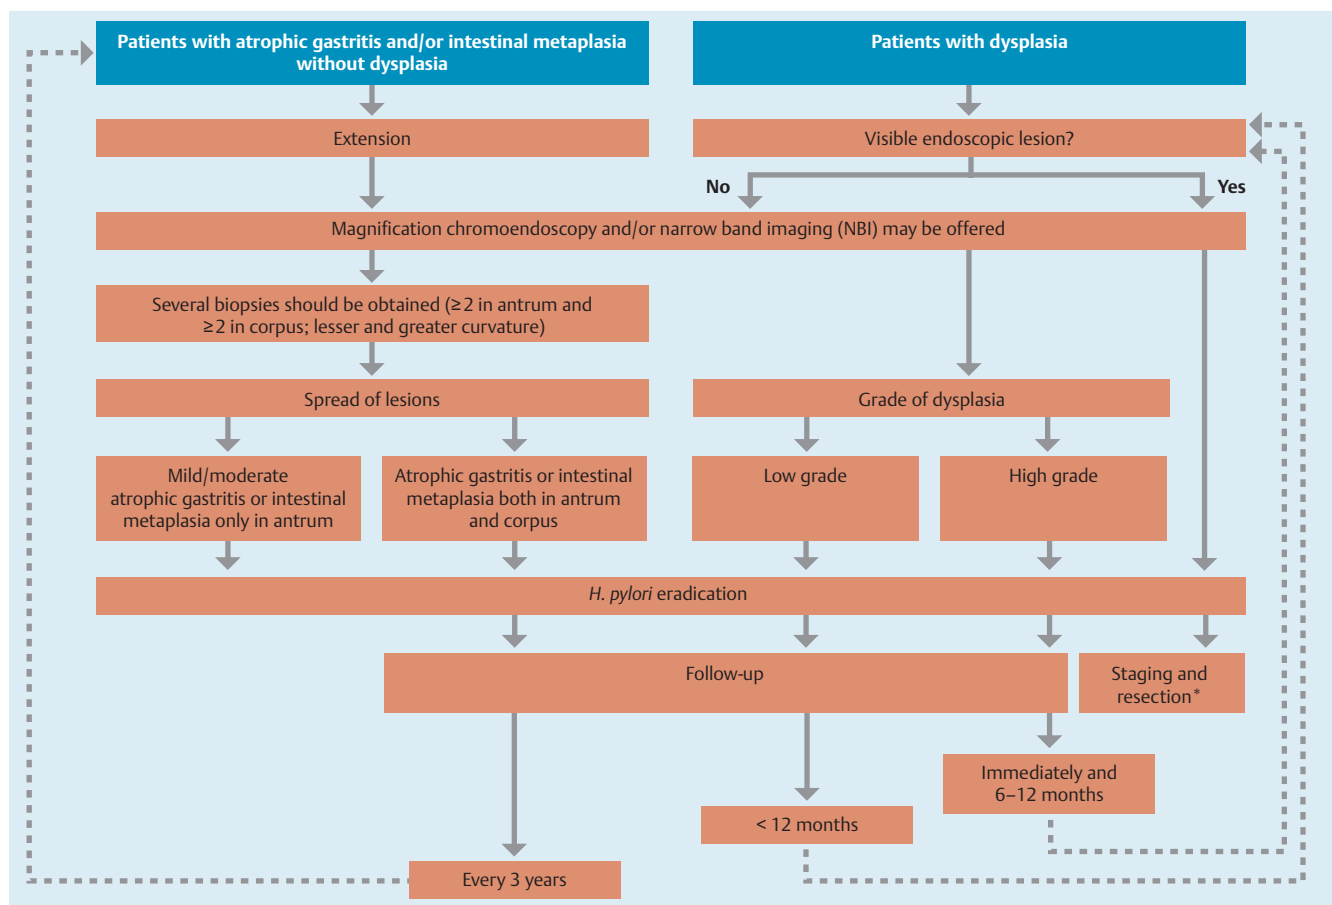 Patients with atrophic gastritis and/or intestinal metaplasia
without dysplasia
Patients with dysplasia
Extension
Visible endoscopic lesion?
No
Yes
Magnification chromoendoscopy and/or narrow band imaging (NBI) may be offered
Several biopsies should be obtained (≥2 in antrum and
≥2 in corpus; lesser and greater curvature)
Spread of lesions
Grade of dysplasia
Mild/moderate
atrophic gastritis or intestinal
metaplasia only in antrum
Atrophic gastritis or intestinal
metaplasia both in antrum
and corpus
Low grade
High grade
H. pylori eradication
Follow-up
Staging and
resection*
Immediately and
6–12 months
< 12 months
Every 3 years